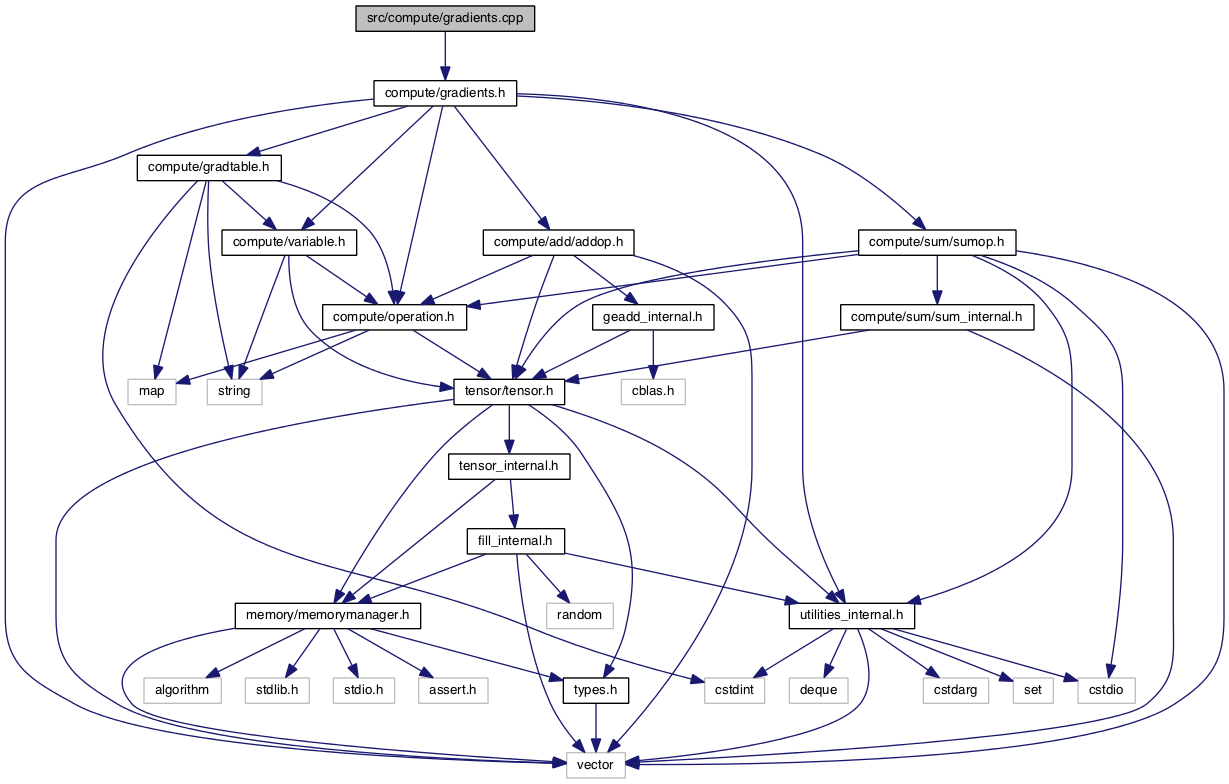 src/compute/gradients.cpp
compute/gradients.h
compute/gradtable.h
compute/variable.h
compute/add/addop.h
compute/sum/sumop.h
compute/operation.h
geadd_internal.h
compute/sum/sum_internal.h
map
string
tensor/tensor.h
cblas.h
tensor_internal.h
fill_internal.h
memory/memorymanager.h
random
utilities_internal.h
algorithm
stdlib.h
stdio.h
assert.h
types.h
cstdint
deque
cstdarg
set
cstdio
vector